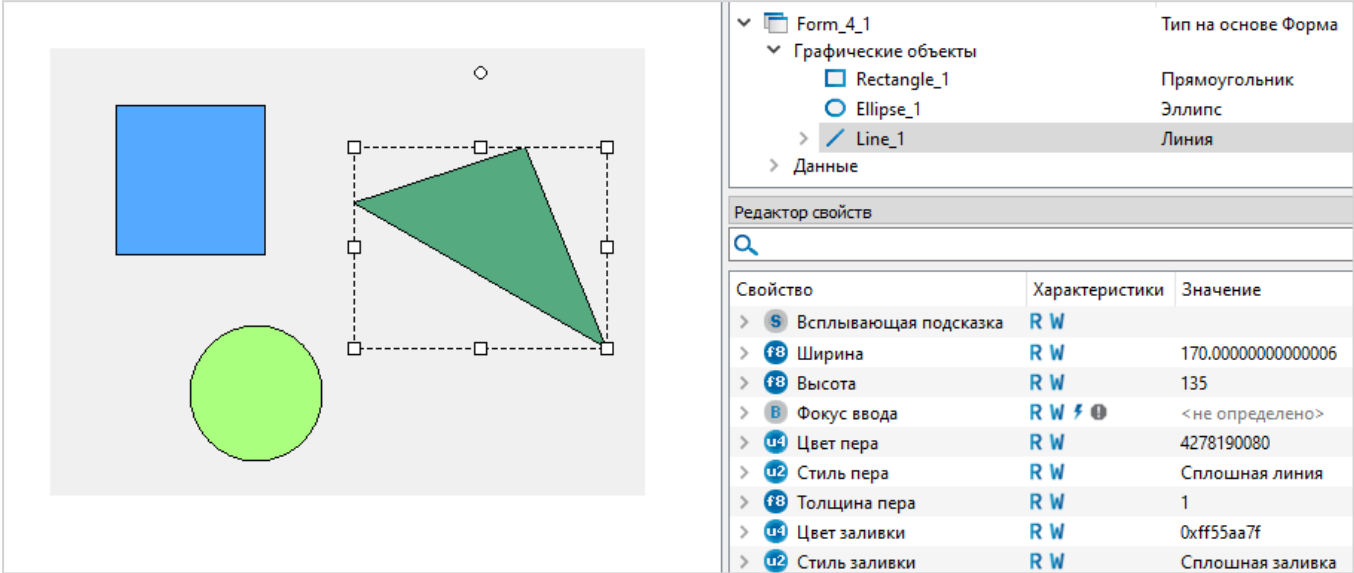 Form_4_1 Тип на основе Форма
Графические объекты
Rectangle_1 Прямоугольник
Ellipse_1 Эллипс
Line_1 Линия
Данные
Редактор свойств
Свойство Характеристики Значение
S Всплывающая подсказка R W
f8 Ширина R W 170.00000000000006
f8 Высота R W 135
B Фокус ввода R W <не определено>
u4 Цвет пера R W 4278190080
u2 Стиль пера R W Сплошная линия
f8 Толщина пера R W 1
u4 Цвет заливки R W 0xff55aa7f
u2 Стиль заливки R W Сплошная заливка